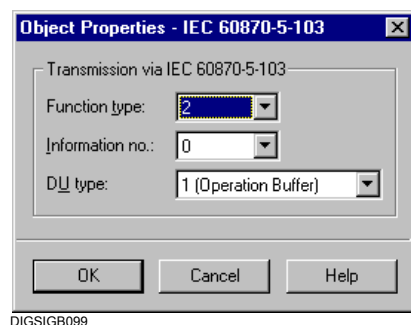 Object Properties - IEC 60870-5-103
Transmission via IEC 60870-5-103
Function type: 2
Information no.: 0
DU type: 1 (Operation Buffer)
OK Cancel Help
DIGSIGB099